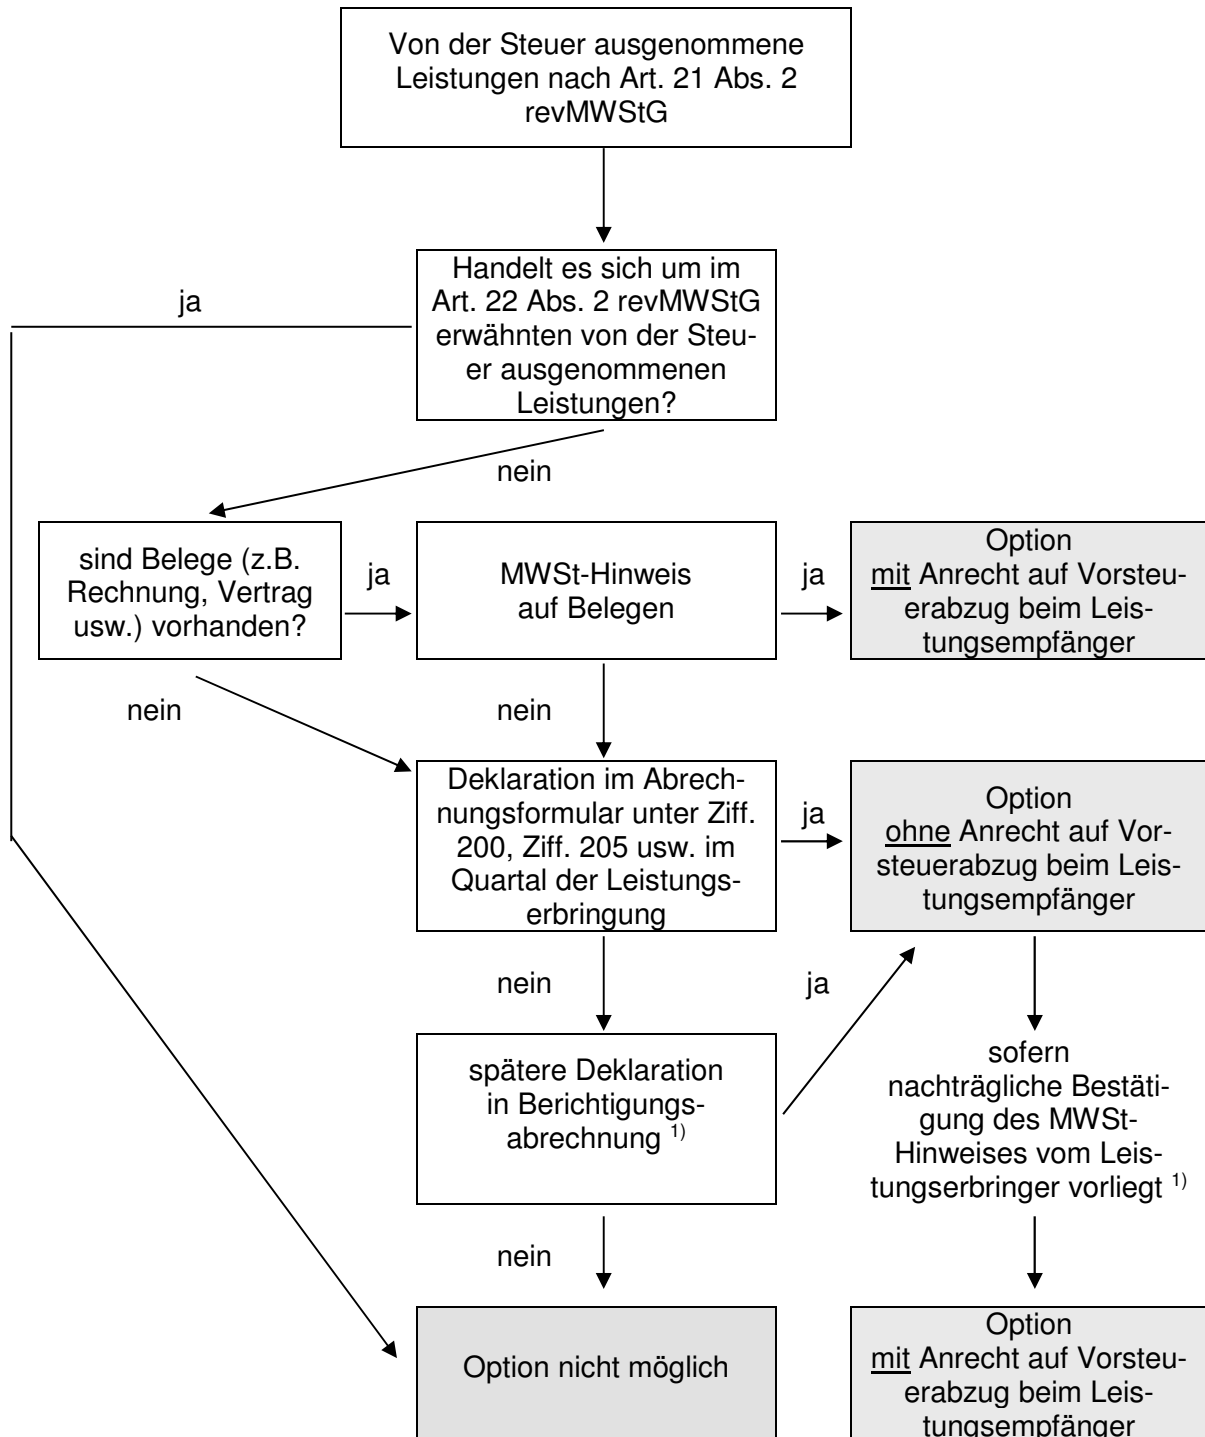 Von der Steuer ausgenommene
Leistungen nach Art. 21 Abs. 2
revMWStG
Handelt es sich um im
Art. 22 Abs. 2 revMWStG
erwähnten von der Steu-
er ausgenommenen
Leistungen?
ja
nein
sind Belege (z.B.
Rechnung, Vertrag
usw.) vorhanden?
ja
MWSt-Hinweis
auf Belegen
ja
Option
mit Anrecht auf Vorsteu-
erabzug beim Leis-
tungsempfänger
nein
nein
Deklaration im Abrech-
nungsformular unter Ziff.
200, Ziff. 205 usw. im
Quartal der Leistungs-
erbringung
ja
Option
ohne Anrecht auf Vor-
steuerabzug beim Leis-
tungsempfänger
nein
ja
spätere Deklaration
in Berichtigungs-
abrechnung 1)
sofern
nachträgliche Bestäti-
gung des MWSt-
Hinweises vom Leis-
tungserbringer vorliegt 1)
nein
Option nicht möglich
Option
mit Anrecht auf Vorsteu-
erabzug beim Leis-
tungsempfänger